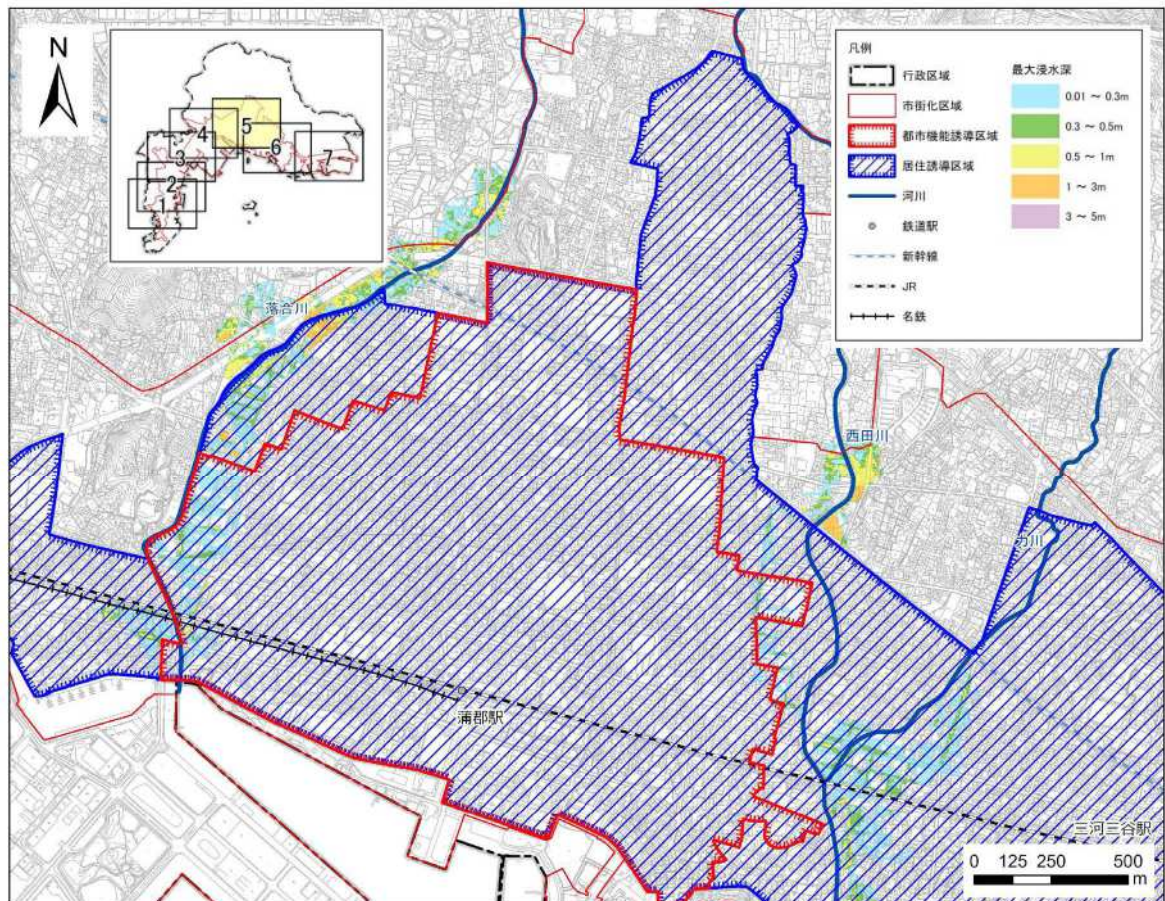 N
4
5
3
6
7
2
1
凡例
行政区域
市街化区域
都市機能誘導区域
居住誘導区域
河川
鉄道駅
新幹線
JR
名鉄
最大浸水深
0.01 ～ 0.3m
0.3 ～ 0.5m
0.5 ～ 1m
1 ～ 3m
3 ～ 5m
落合川
西田川
力川
蒲郡駅
三河三谷駅
0 125 250 500
m